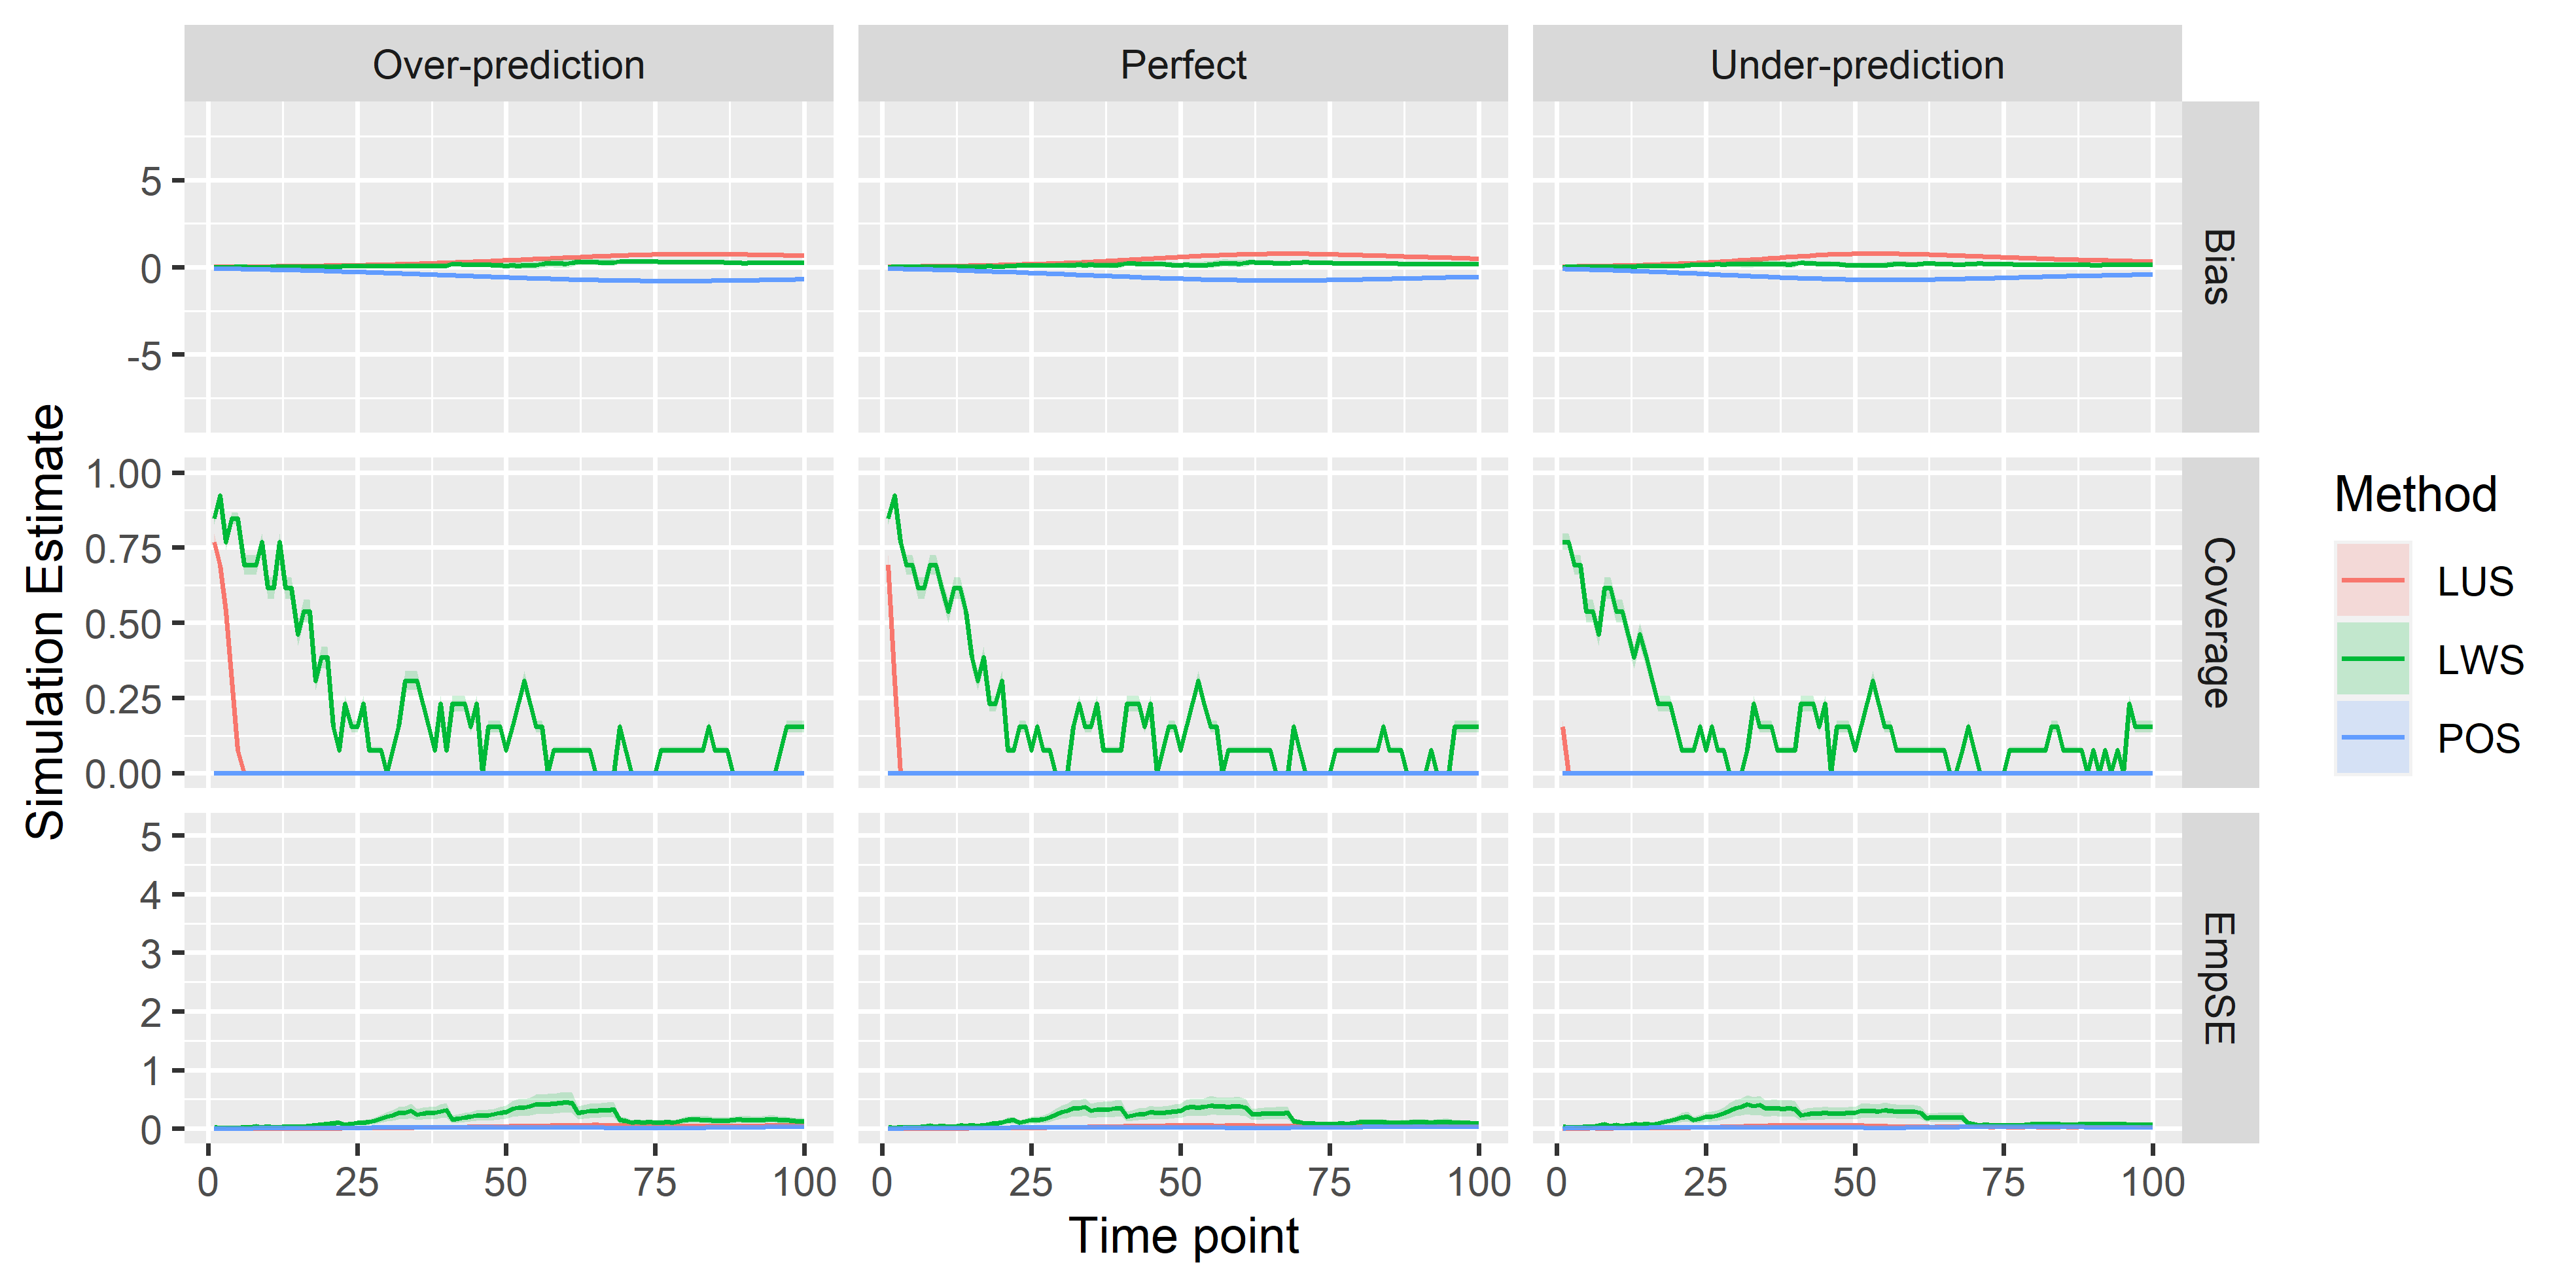 Over-prediction
Perfect
Under-prediction
5
0
-5
Bias
1.00
0.75
0.50
0.25
0.00
Coverage
5
4
3
2
1
0
EmpSE
0 25 50 75 100
0 25 50 75 100
0 25 50 75 100
Time point
Simulation Estimate
Method
LUS
LWS
POS